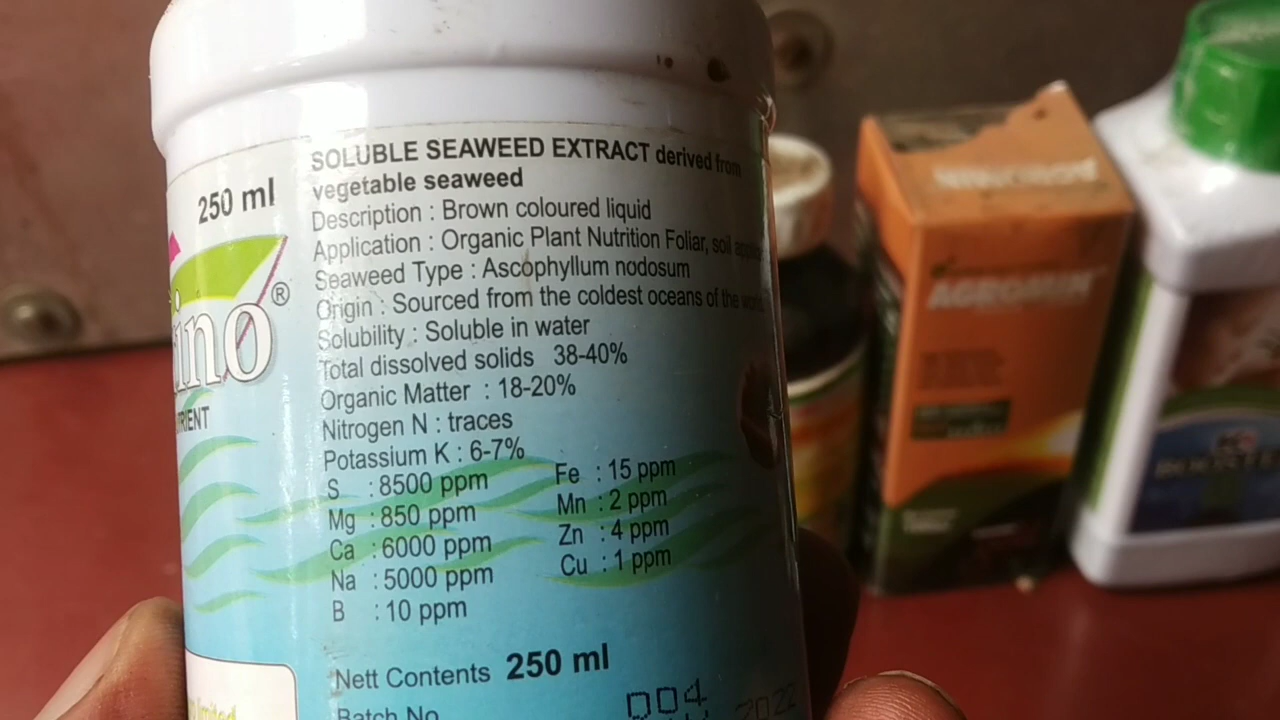 250 ml
ino®
SOLUBLE SEAWEED EXTRACT derived from
vegetable seaweed
Description : Brown coloured liquid
Application : Organic Plant Nutrition Foliar, soil
Seaweed Type : Ascophyllum nodosum
Origin : Sourced from the coldest oceans of the
Solubility : Soluble in water
Total dissolved solids 38-40%
Organic Matter : 18-20%
Nitrogen N : traces
Potassium K : 6-7%
S : 8500 ppm
Mg : 850 ppm
Ca : 6000 ppm
Na : 5000 ppm
B : 10 ppm
Fe : 15 ppm
Mn : 2 ppm
Zn : 4 ppm
Cu : 1 ppm
Nett Contents 250 ml
Batch No. 004
2022
limited